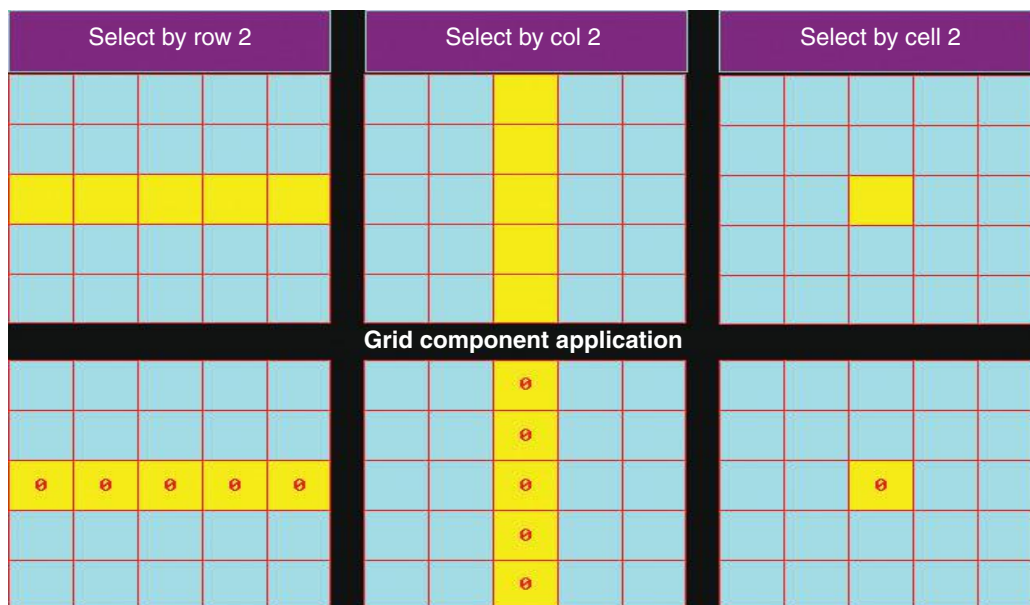 Select by row 2
Select by col 2
Select by cell 2
Grid component application
0
0
0 0 0 0 0 0 0
0
0